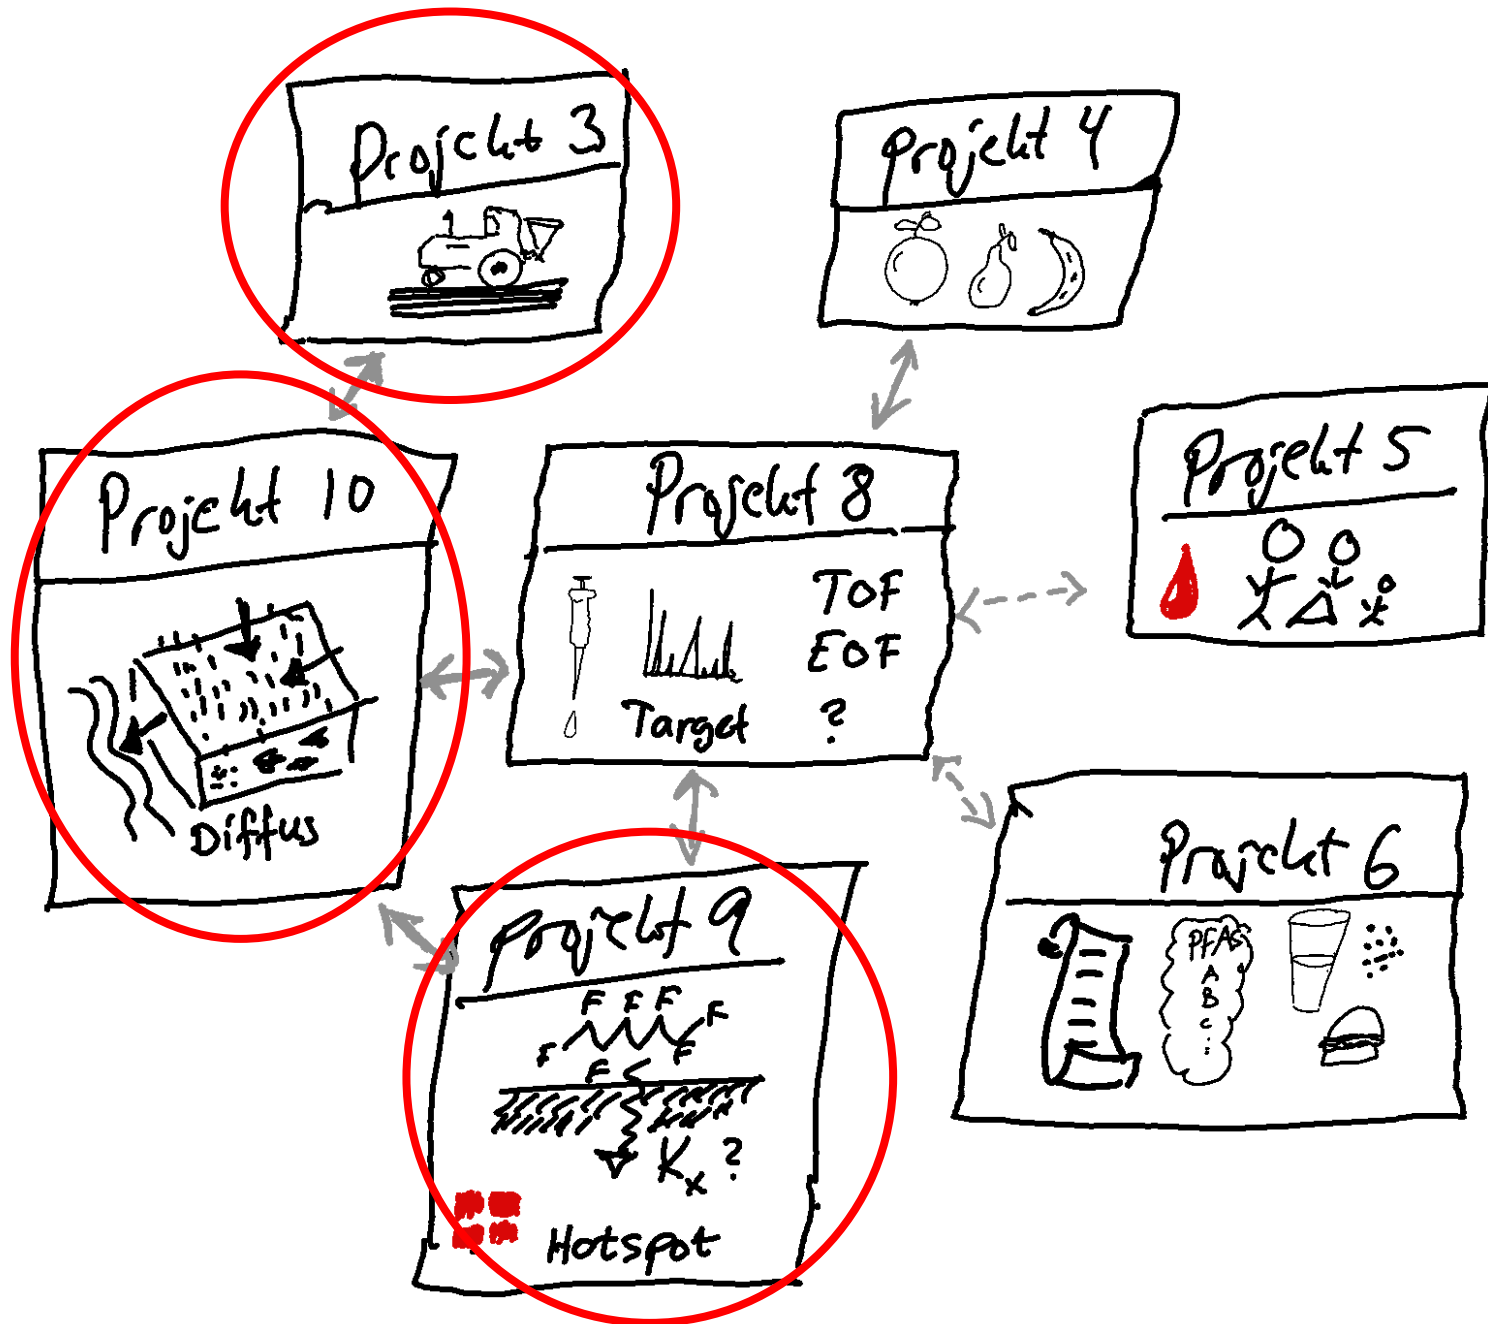 Projekt 3
Projekt 4
Projekt 5
Projekt 10
Diffus
Projekt 8
TOF
EOF
Target ?
Projekt 6
PFAS
A
B
C
:
Projekt 9
F F F F
F F F
Kx ?
Hotspot